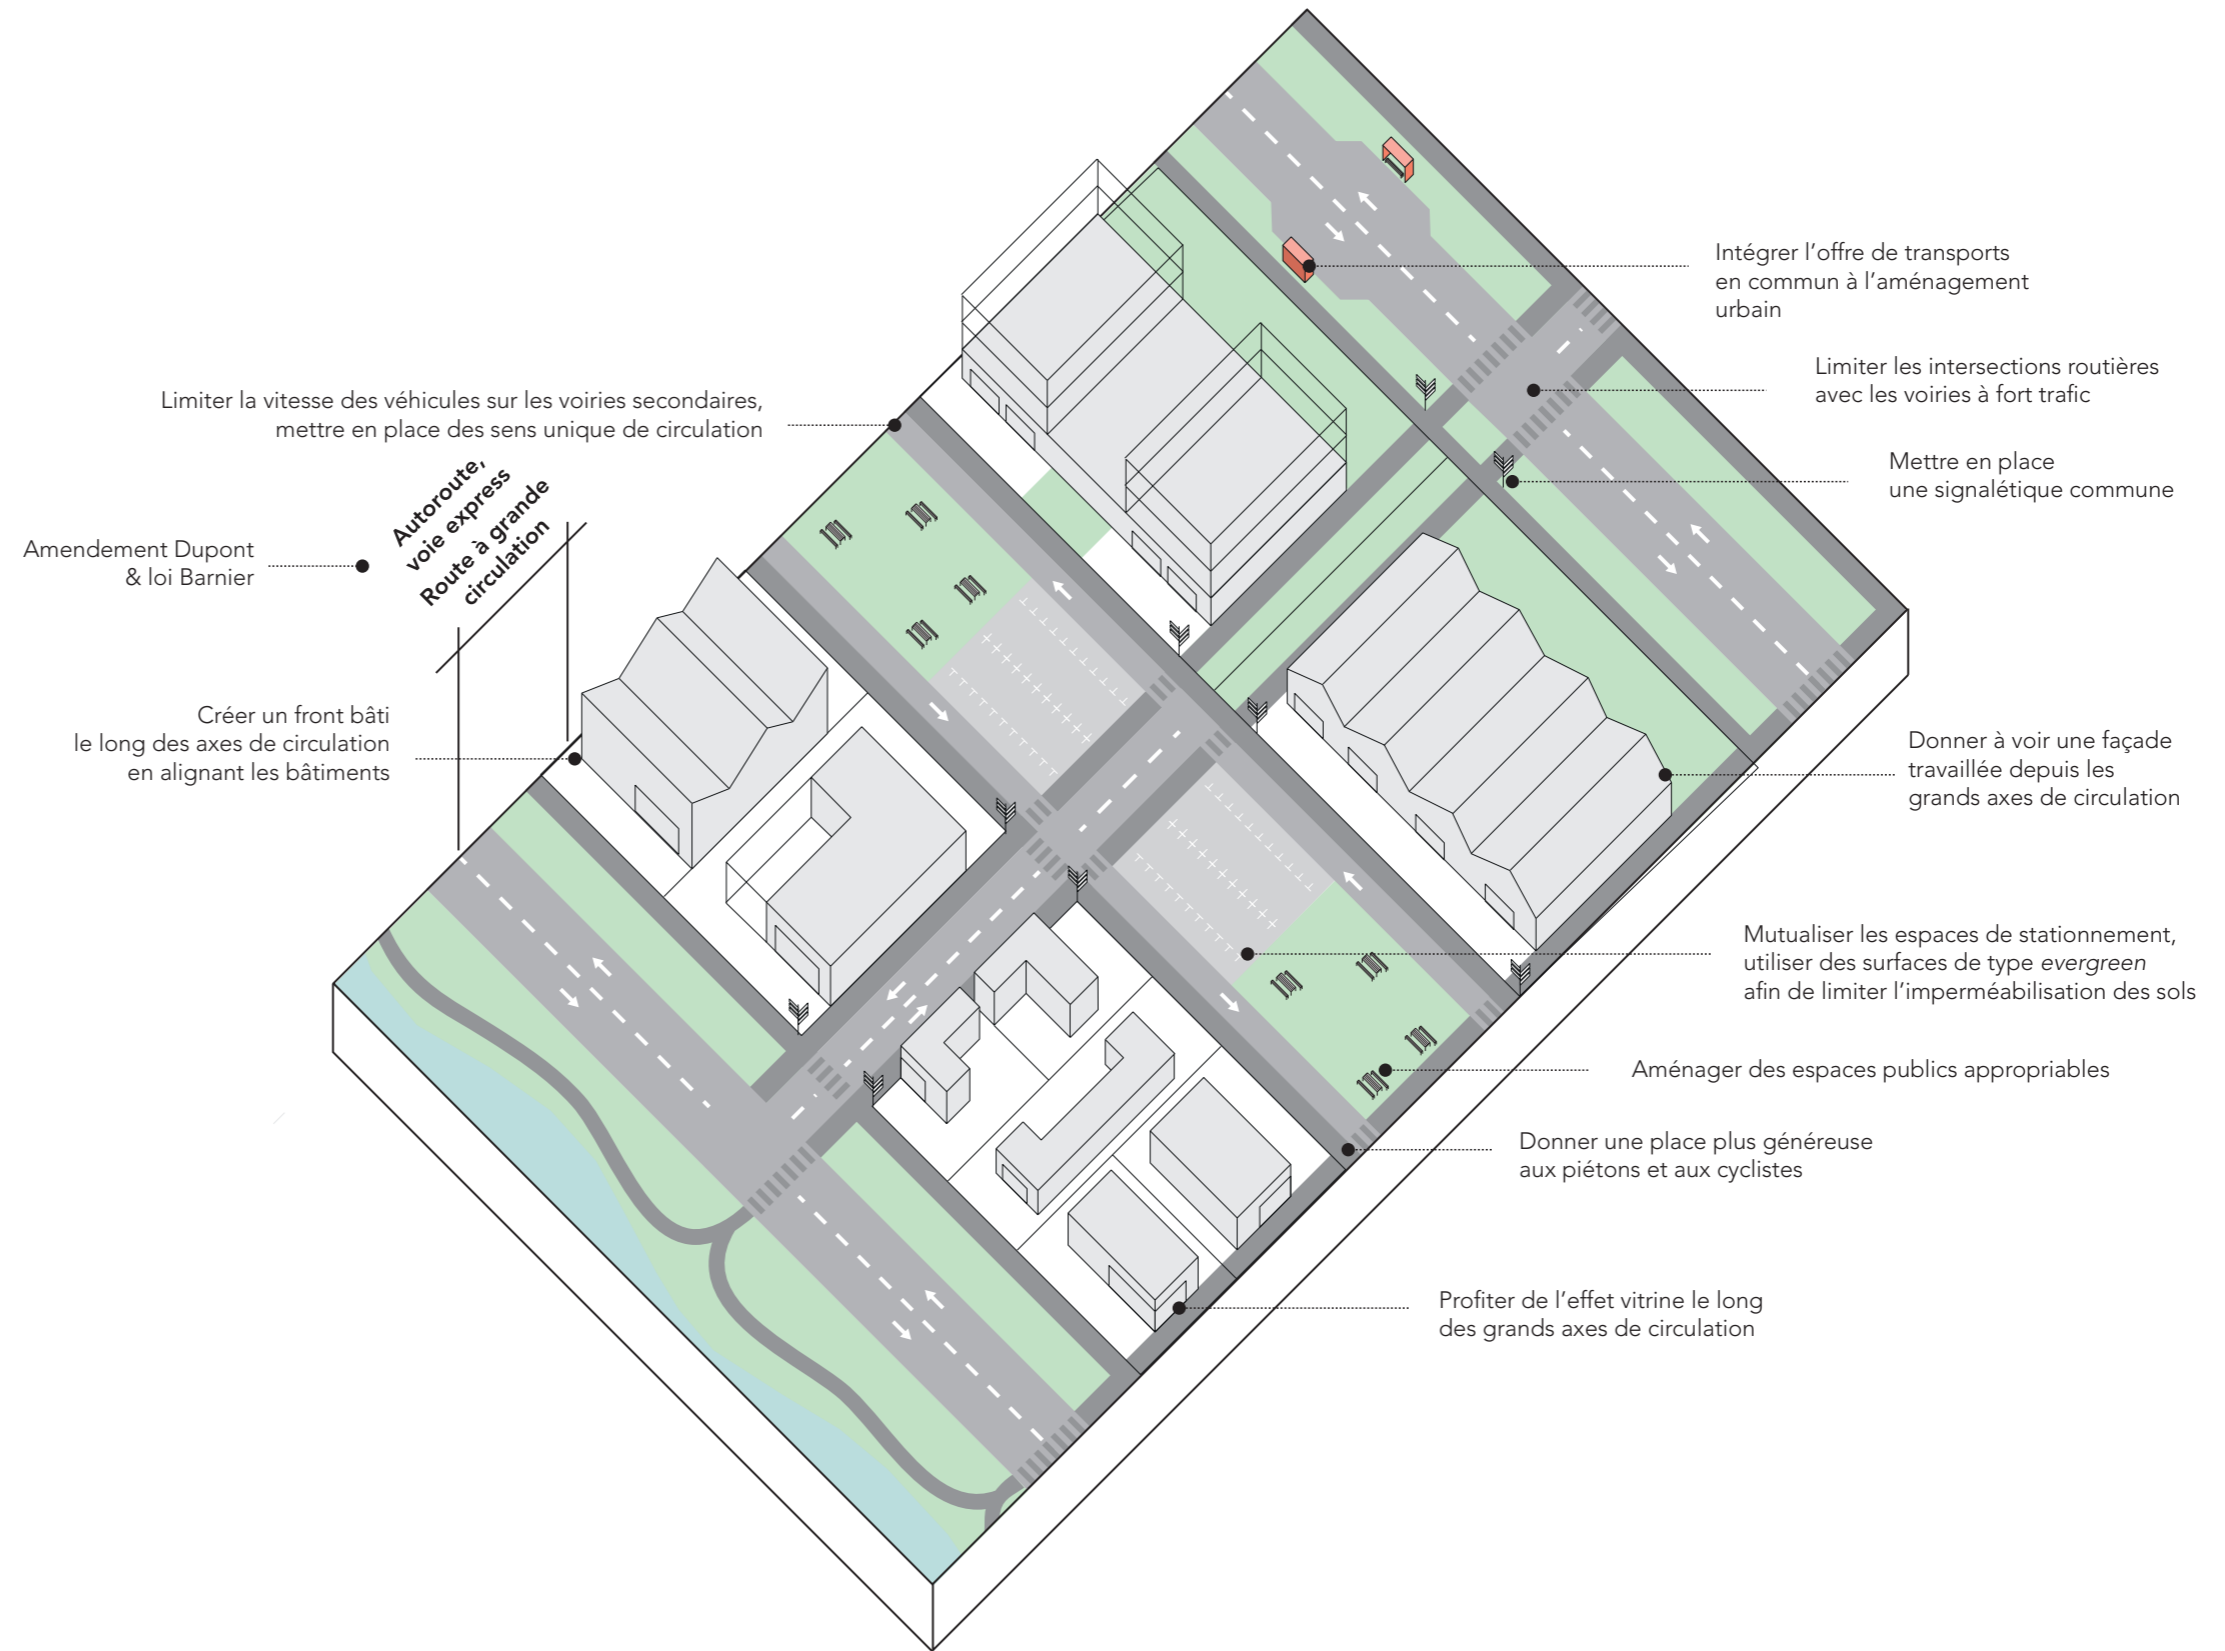 Intégrer l'offre de transports
en commun à l'aménagement
urbain
Limiter les intersections routières
avec les voiries à fort trafic
Limiter la vitesse des véhicules sur les voiries secondaires,
mettre en place des sens unique de circulation
Mettre en place
une signalétique commune
Autoroute,
voie express
Route à grande
circulation
Amendement Dupont
& loi Barnier
Créer un front bâti
le long des axes de circulation
en alignant les bâtiments
Donner à voir une façade
travaillée depuis les
grands axes de circulation
Mutualiser les espaces de stationnement,
utiliser des surfaces de type evergreen
afin de limiter l'imperméabilisation des sols
Aménager des espaces publics appropriables
Donner une place plus généreuse
aux piétons et aux cyclistes
Profiter de l'effet vitrine le long
des grands axes de circulation